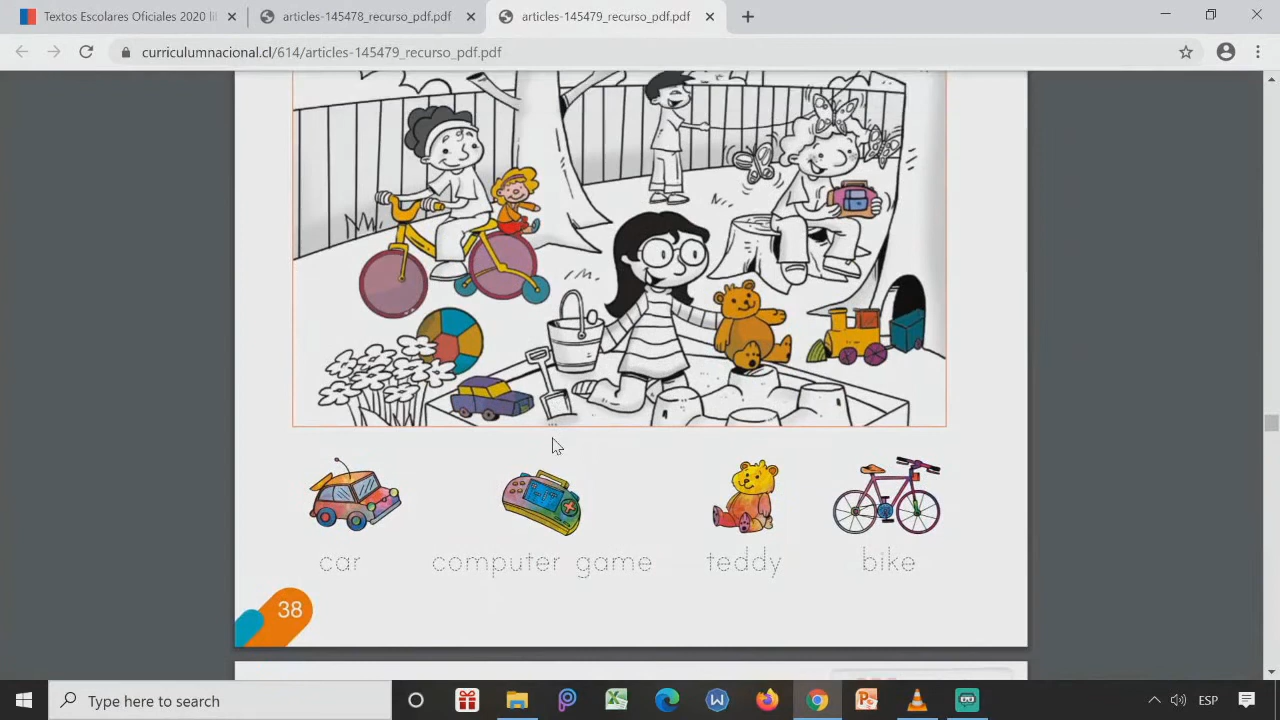 Textos Escolares Oficiales 2020 li
articles-145478_recurso_pdf.pdf
articles-145479_recurso_pdf.pdf
curriculumnacional.cl/614/articles-145479_recurso_pdf.pdf
car
computer game
teddy
bike
38
Type here to search
ESP